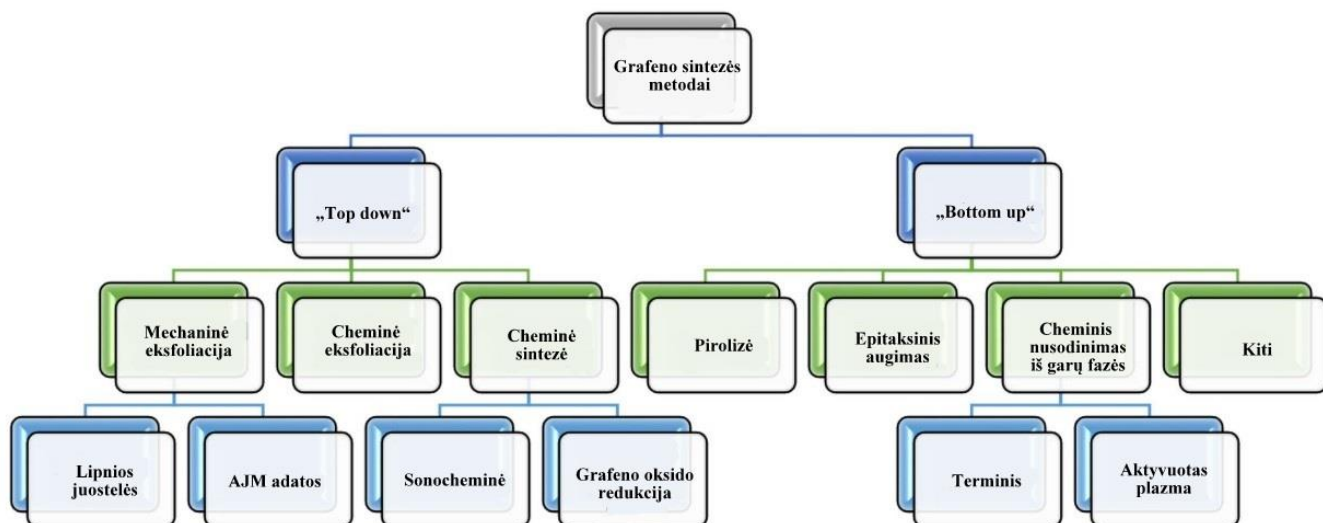 Grafeno sintezės
metodai
„Top down“
„Bottom up“
Mechaninė
eksfoliacija
Cheminė
eksfoliacija
Cheminė
sintezė
Pirolizė
Epitaksinis
augimas
Cheminis
nusodinimas
iš garų fazės
Kiti
Lipnios
juostelės
AJM adatos
Sonocheminė
Grafeno oksido
redukcija
Terminis
Aktyvuotas
plazma